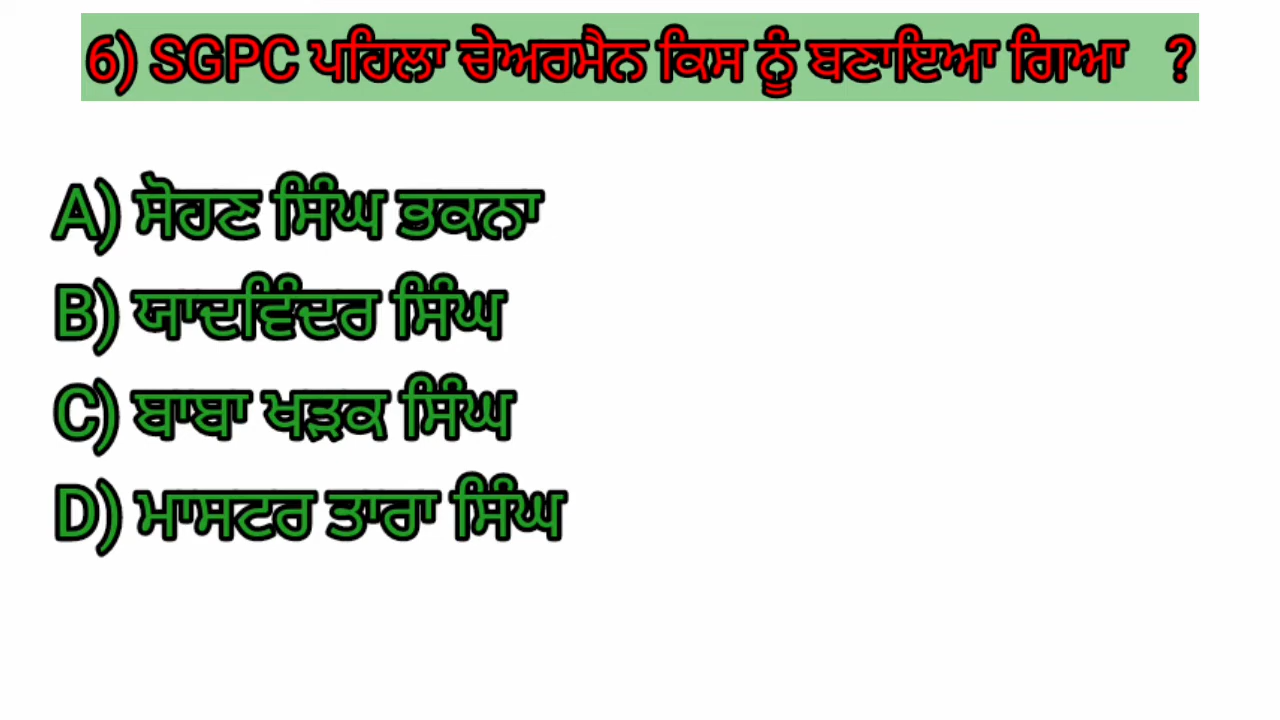 6) SGPC ਪਹਿਲਾ ਚੇਅਰਮੈਨ ਕਿਸ ਨੂੰ ਬਣਾਇਆ ਗਿਆ ?
A) ਸੋਹਣ ਸਿੰਘ ਭਕਨਾ
B) ਯਾਦਵਿੰਦਰ ਸਿੰਘ
C) ਬਾਬਾ ਖੜਕ ਸਿੰਘ
D) ਮਾਸਟਰ ਤਾਰਾ ਸਿੰਘ